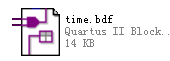 time.bdf
Quartus II Block..
14 KB